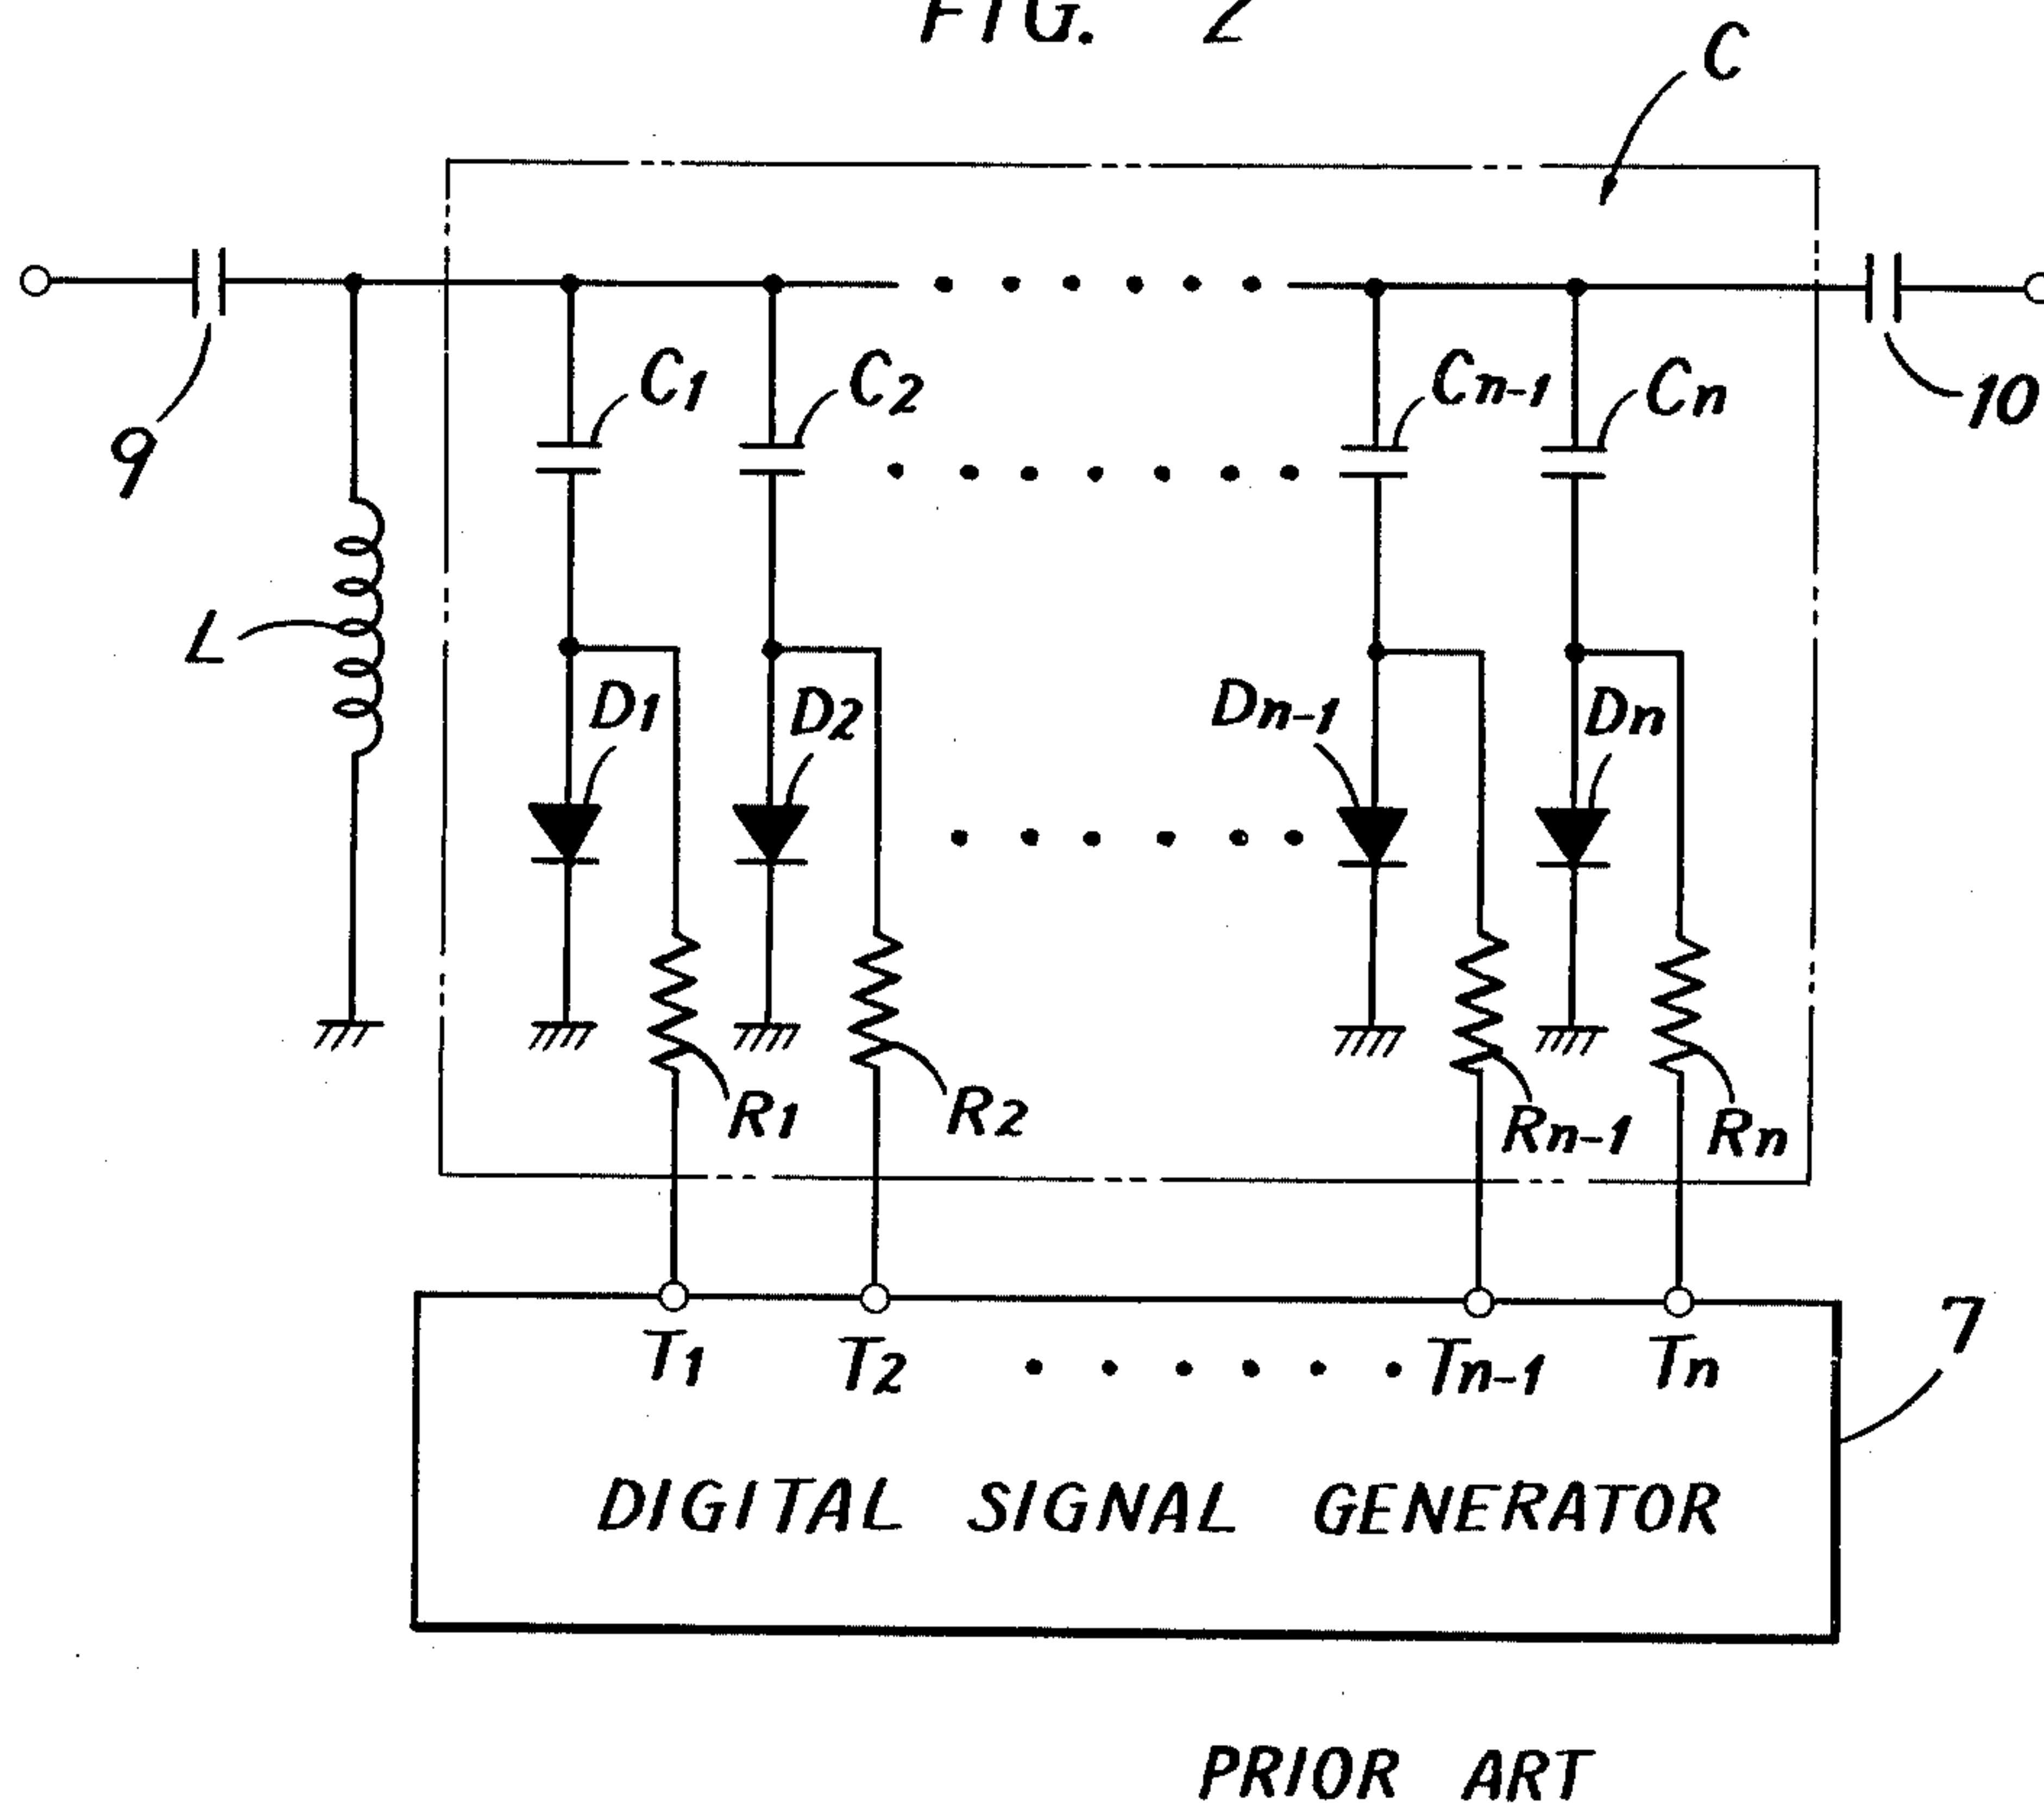 FIG. 2
C
C1 C2 Cn-1 Cn
9 10
L
D1 D2 Dn-1 Dn
R1 R2 Rn-1 Rn
T1 T2 Tn-1 Tn
7
DIGITAL SIGNAL GENERATOR
PRIOR ART